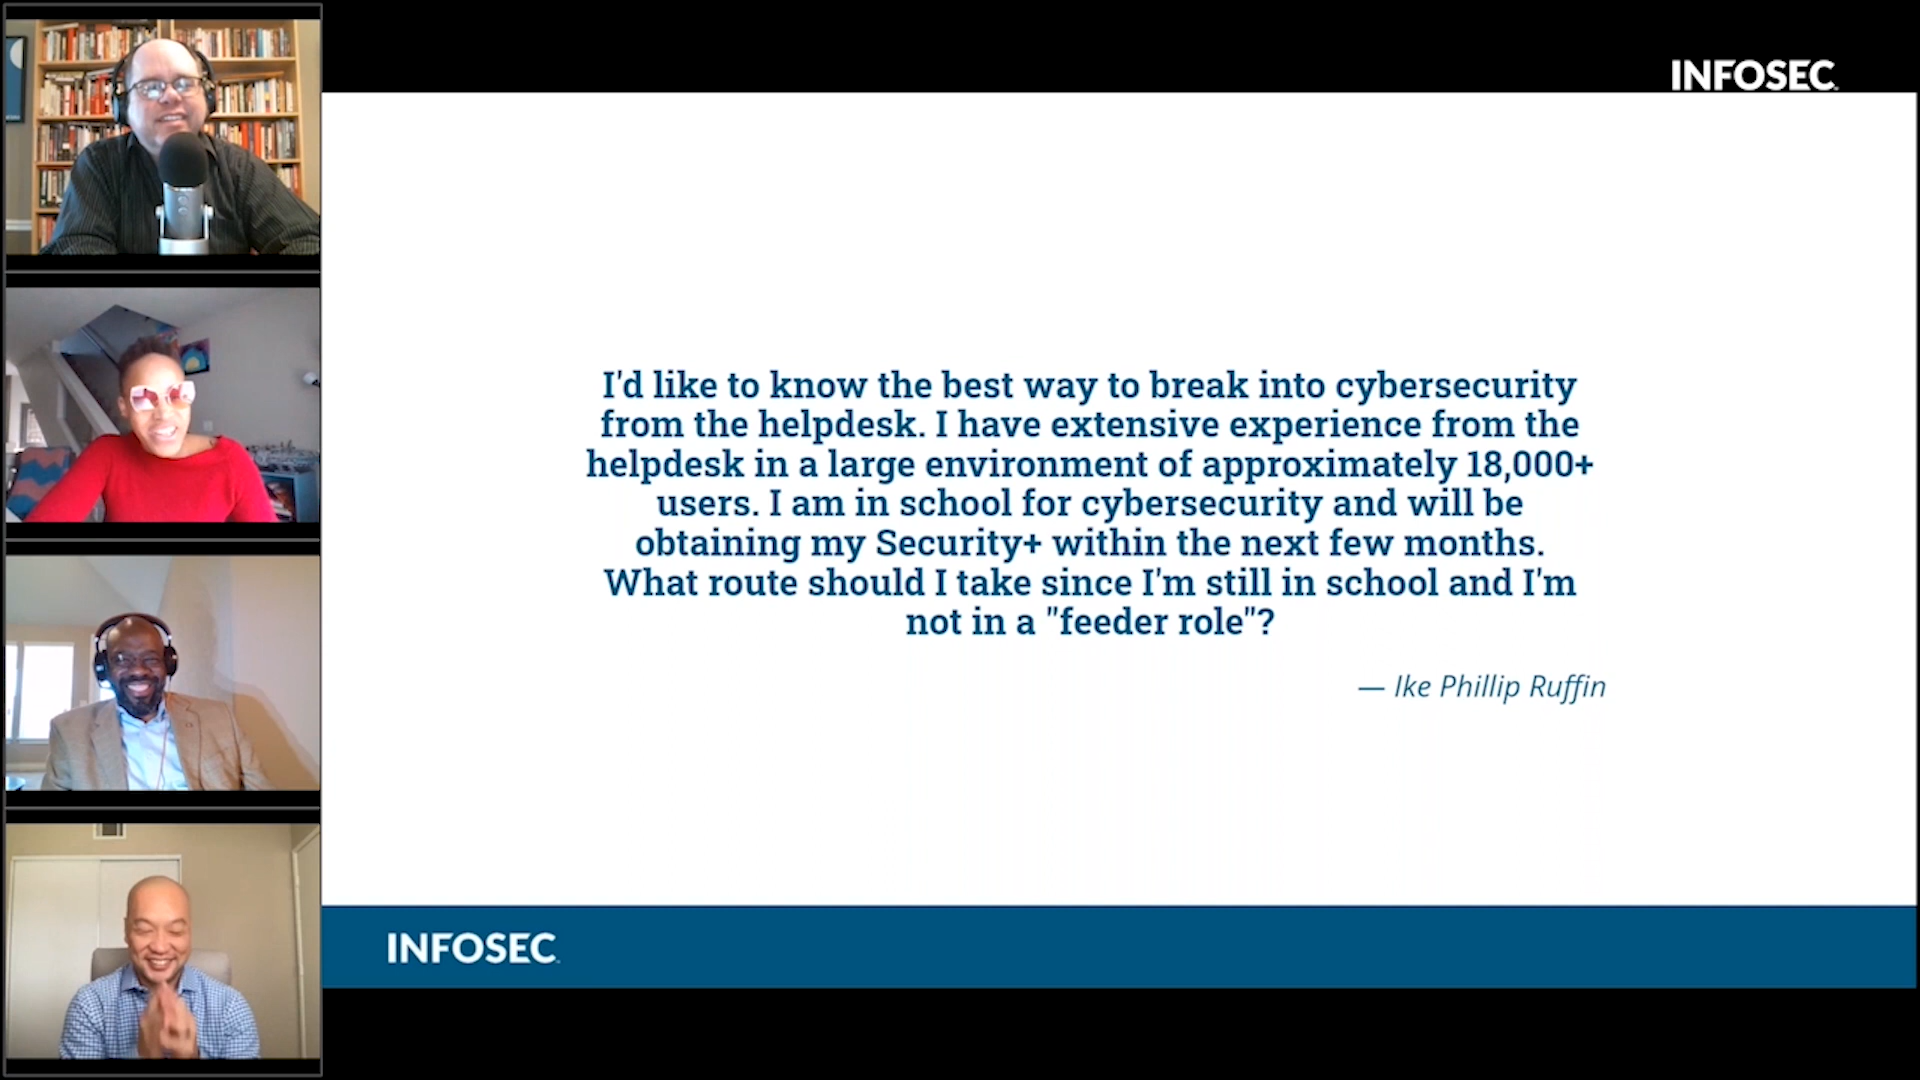 INFOSEC
I'd like to know the best way to break into cybersecurity
from the helpdesk. I have extensive experience from the
helpdesk in a large environment of approximately 18,000+
users. I am in school for cybersecurity and will be
obtaining my Security+ within the next few months.
What route should I take since I'm still in school and I'm
not in a "feeder role"?
— Ike Phillip Ruffin
INFOSEC